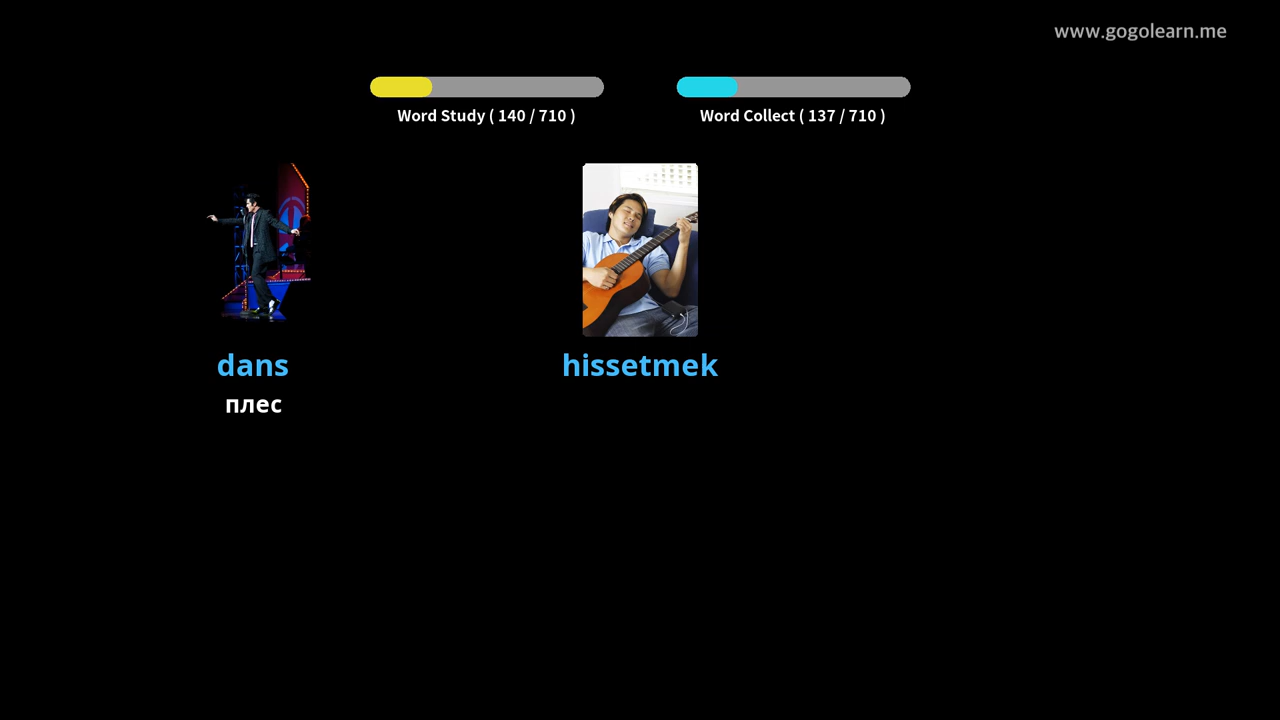 www.gogolearn.me
Word Study ( 140 / 710 )
Word Collect ( 137 / 710 )
dans
плес
hissetmek